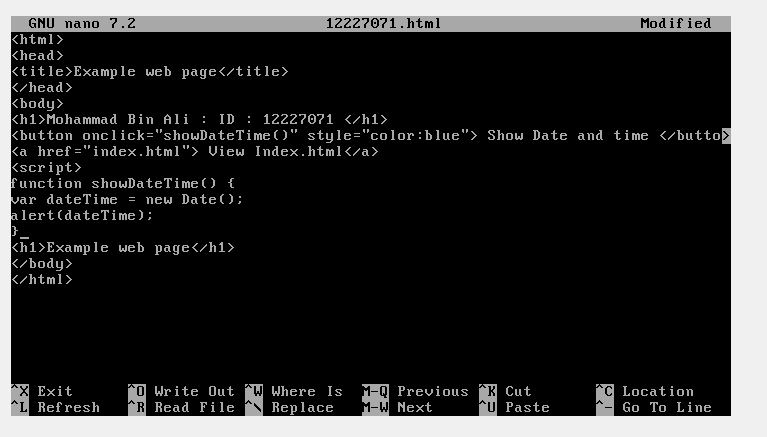 GNU nano 7.2 12227071.html Modified
<html>
<head>
<title>Example web page</title>
</head>
<body>
<h1>Mohammad Bin Ali : ID : 12227071 </h1>
<button onclick="showDateTime()" style="color:blue"> Show Date and time </butto>
<a href="index.html"> View Index.html</a>
<script>
function showDateTime() {
var dateTime = new Date();
alert(dateTime);
}_
<h1>Example web page</h1>
</body>
</html>
^X Exit ^O Write Out ^W Where Is M-Q Previous ^K Cut ^C Location
^L Refresh ^R Read File ^\ Replace M-W Next ^U Paste ^- Go To Line